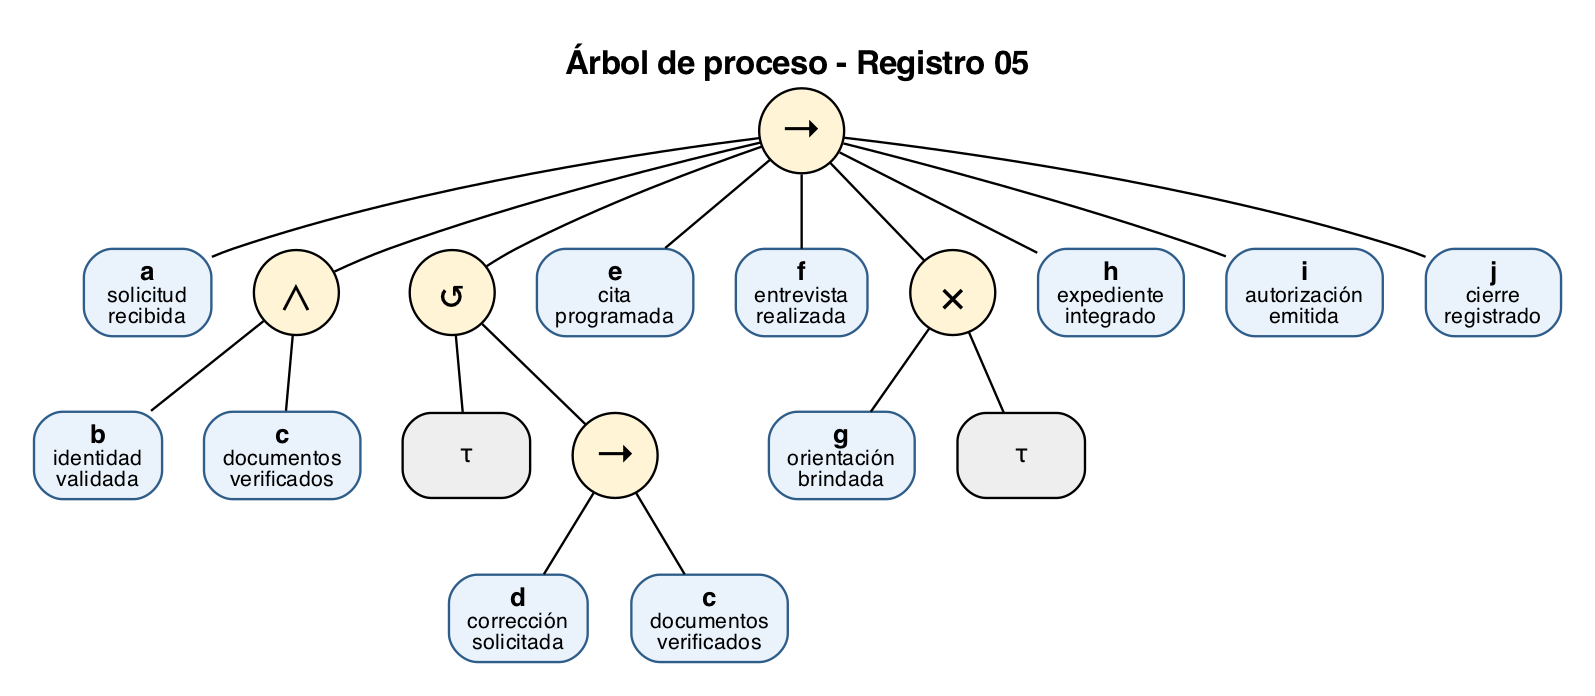 Árbol de proceso - Registro 05
→
a
solicitud
recibida
∧
↺
e
cita
programada
f
entrevista
realizada
×
h
expediente
integrado
i
autorización
emitida
j
cierre
registrado
b
identidad
validada
c
documentos
verificados
τ
→
g
orientación
brindada
τ
d
corrección
solicitada
c
documentos
verificados